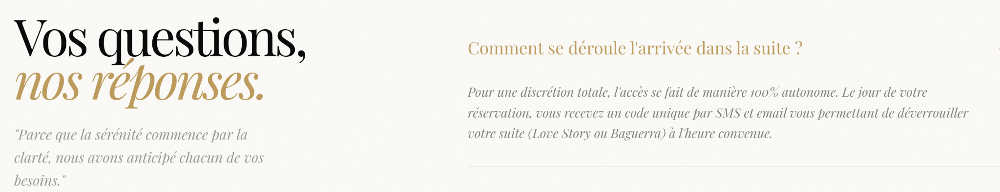 Vos questions,
nos réponses.
"Parce que la sérénité commence par la
clarté, nous avons anticipé chacun de vos
besoins."
Comment se déroule l'arrivée dans la suite ?
Pour une discrétion totale, l'accès se fait de manière 100% autonome. Le jour de votre
réservation, vous recevez un code unique par SMS et email vous permettant de déverrouiller
votre suite (Love Story ou Baguerra) à l'heure convenue.